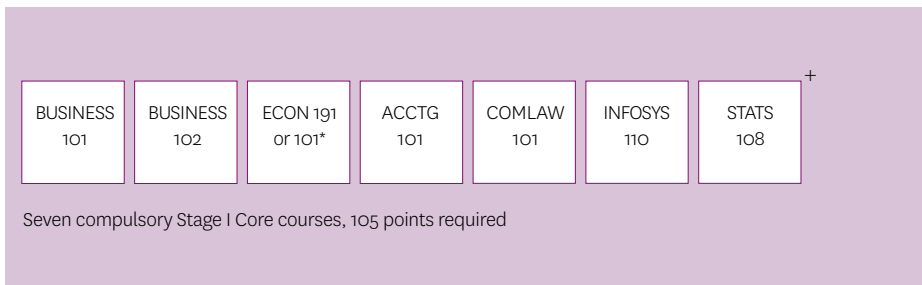 +
BUSINESS
101
BUSINESS
102
ECON 191
or 101*
ACCTG
101
COMLAW
101
INFOSYS
110
STATS
108
Seven compulsory Stage I Core courses, 105 points required